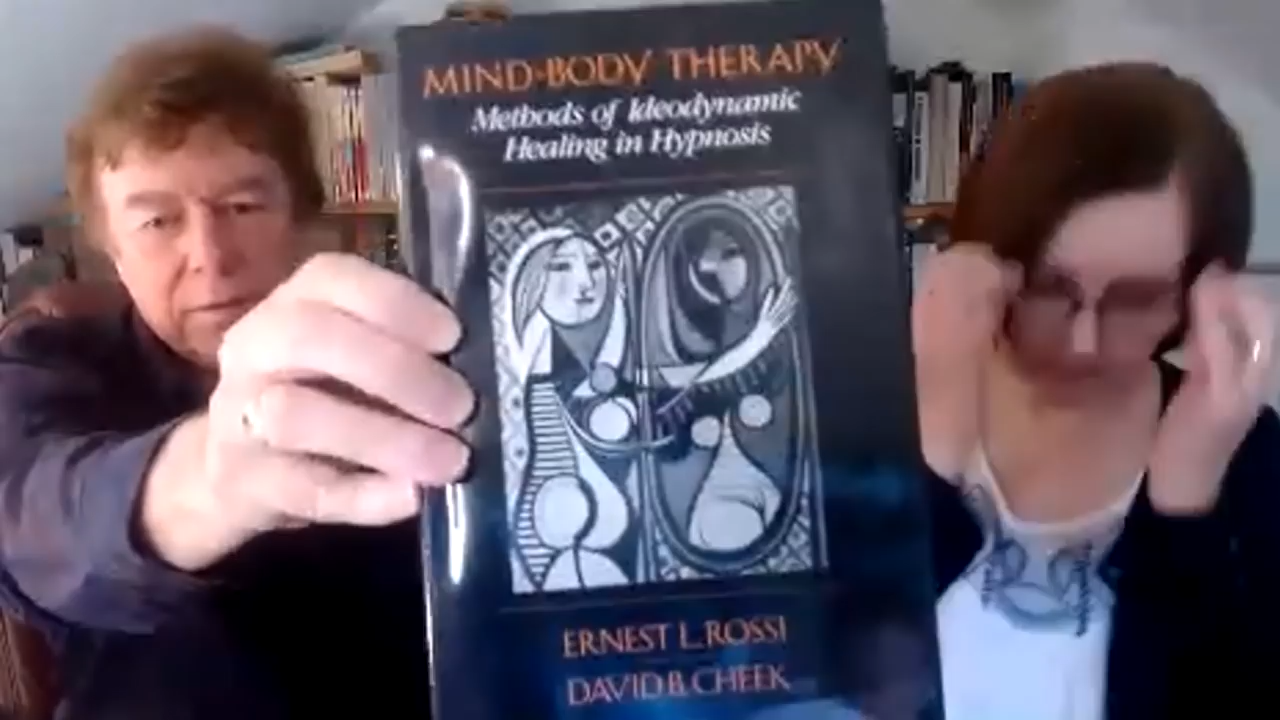 MIND·BODY THERAPY
Methods of Ideodynamic
Healing in Hypnosis
ERNEST L. ROSSI
DAVID B. CHEEK